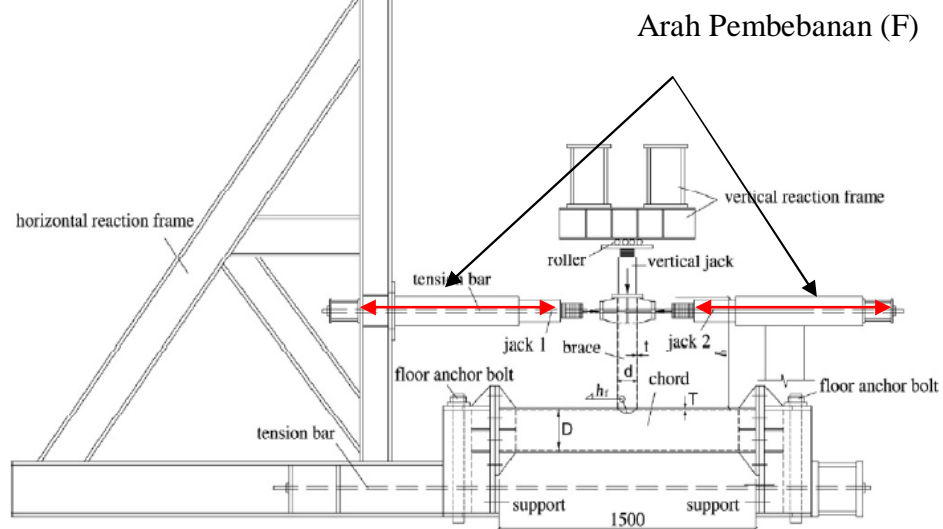 Arah Pembebanan (F)
horizontal reaction frame
vertical reaction frame
roller
vertical jack
tension bar
jack 1
brace
t
jack 2
d
chord
floor anchor bolt
floor anchor bolt
hf
T
tension bar
D
support
support
1500